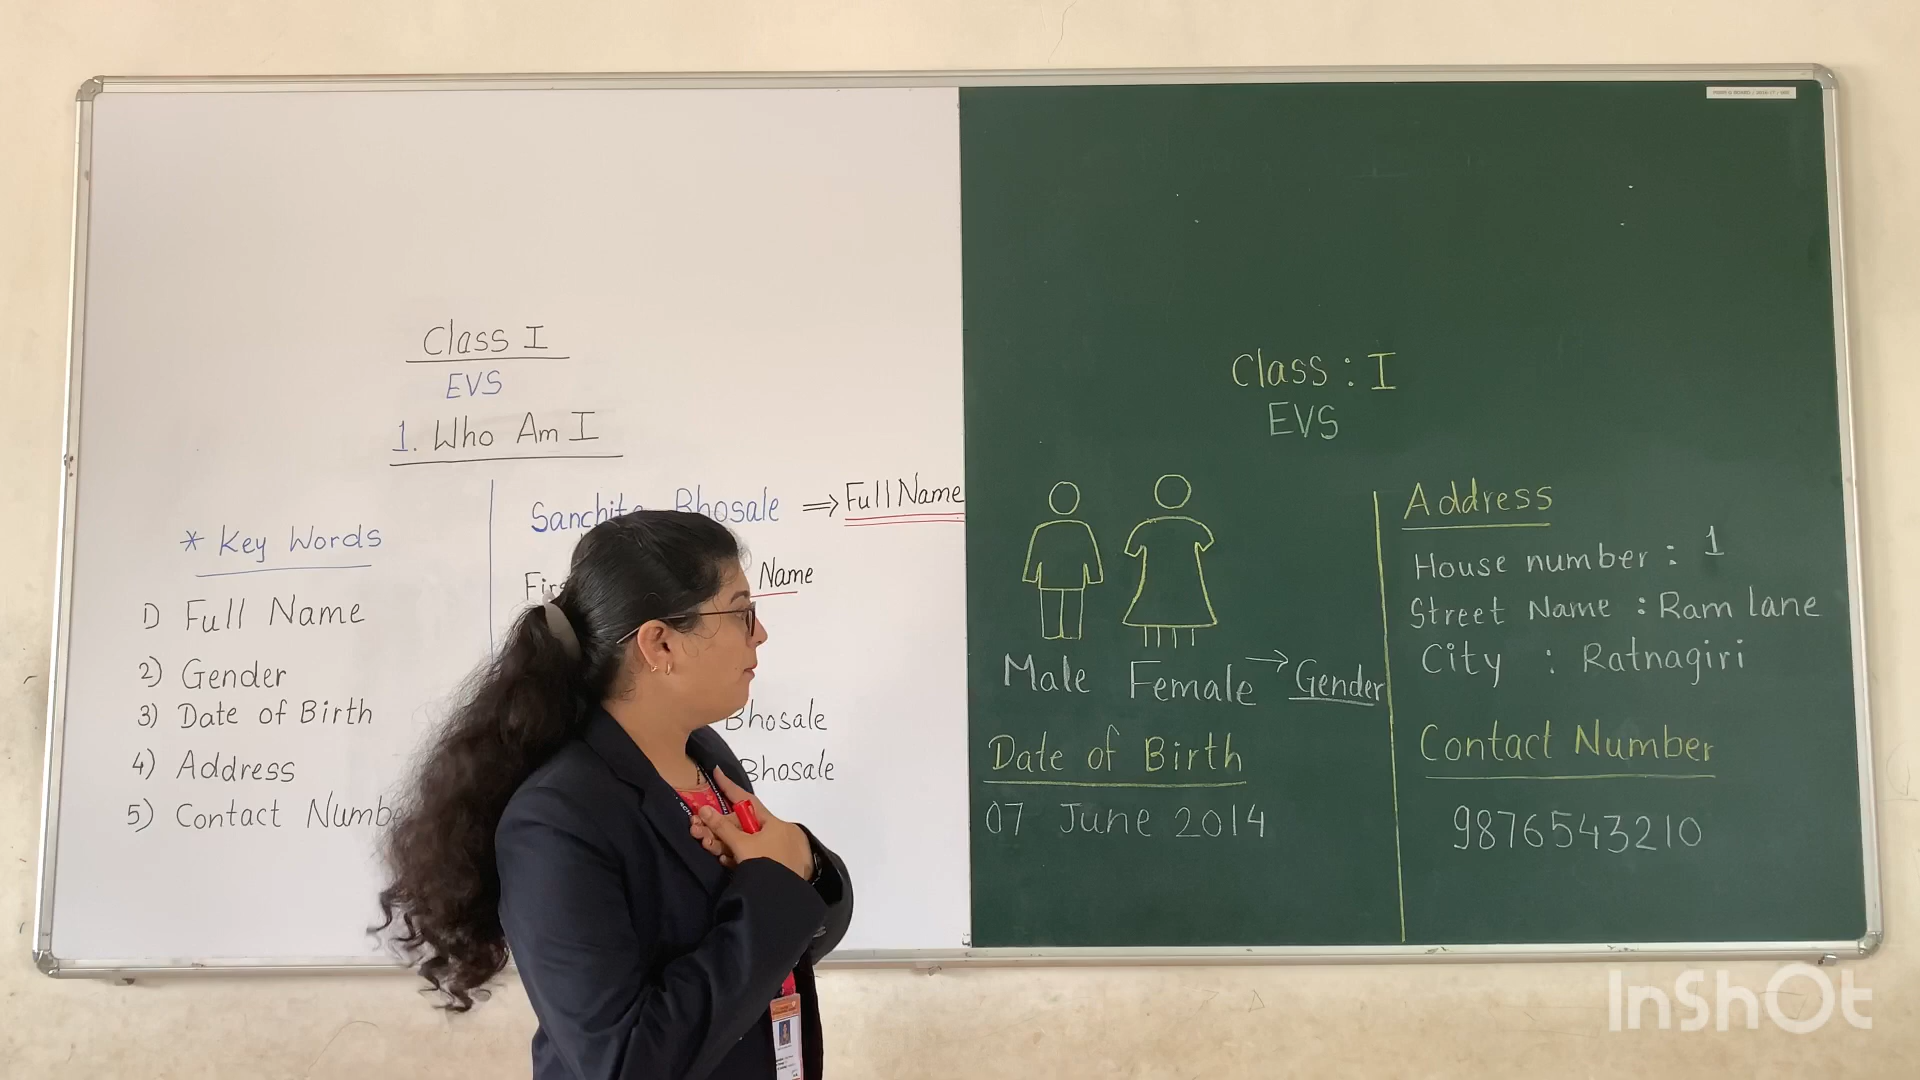 Class I
EVS
1. Who Am I
* Key Words
1) Full Name
2) Gender
3) Date of Birth
4) Address
5) Contact Numbe
Bhosale => Full Name
Name
Bhosale
Bhosale
Class : I
EVS
Male Female → Gender
Date of Birth
07 June 2014
Address
House number : 1
Street Name : Ram lane
City : Ratnagiri
Contact Number
9876543210
InShOt